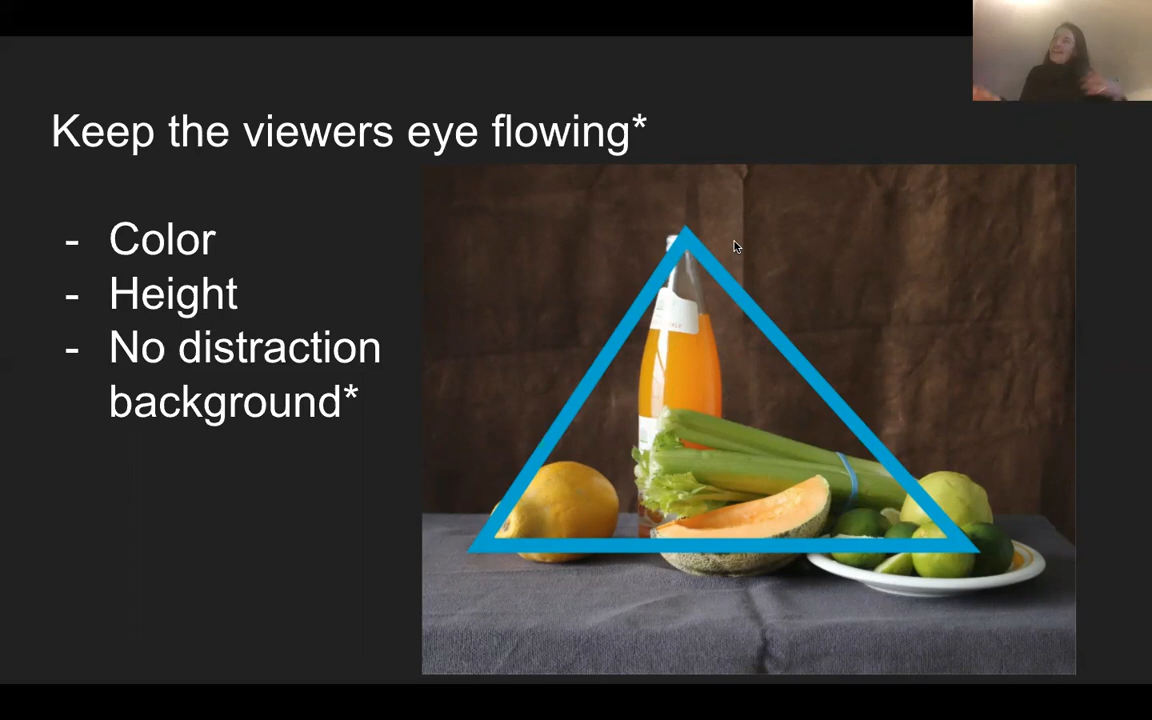 Keep the viewers eye flowing*
- Color
- Height
- No distraction
background*